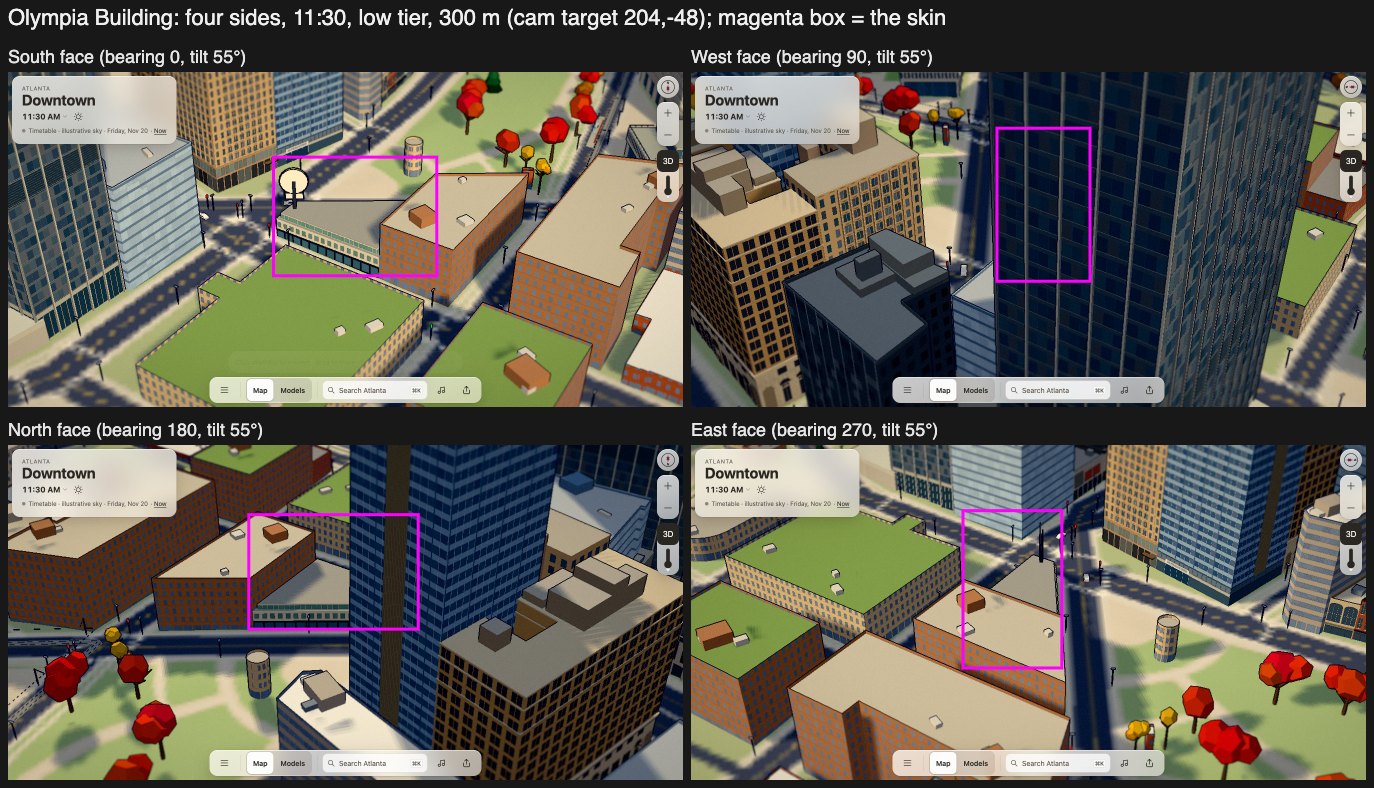 Olympia Building: four sides, 11:30, low tier, 300 m (cam target 204,-48); magenta box = the skin
South face (bearing 0, tilt 55°)
ATLANTA
Downtown
11:30 AM
Timetable · illustrative sky · Friday, Nov 20 · Now
+
−
3D
Map
Models
Search Atlanta
⌘K
West face (bearing 90, tilt 55°)
ATLANTA
Downtown
11:30 AM
Timetable · illustrative sky · Friday, Nov 20 · Now
+
−
3D
Map
Models
Search Atlanta
⌘K
North face (bearing 180, tilt 55°)
ATLANTA
Downtown
11:30 AM
Timetable · illustrative sky · Friday, Nov 20 · Now
+
−
3D
Map
Models
Search Atlanta
⌘K
East face (bearing 270, tilt 55°)
ATLANTA
Downtown
11:30 AM
Timetable · illustrative sky · Friday, Nov 20 · Now
+
−
3D
Map
Models
Search Atlanta
⌘K